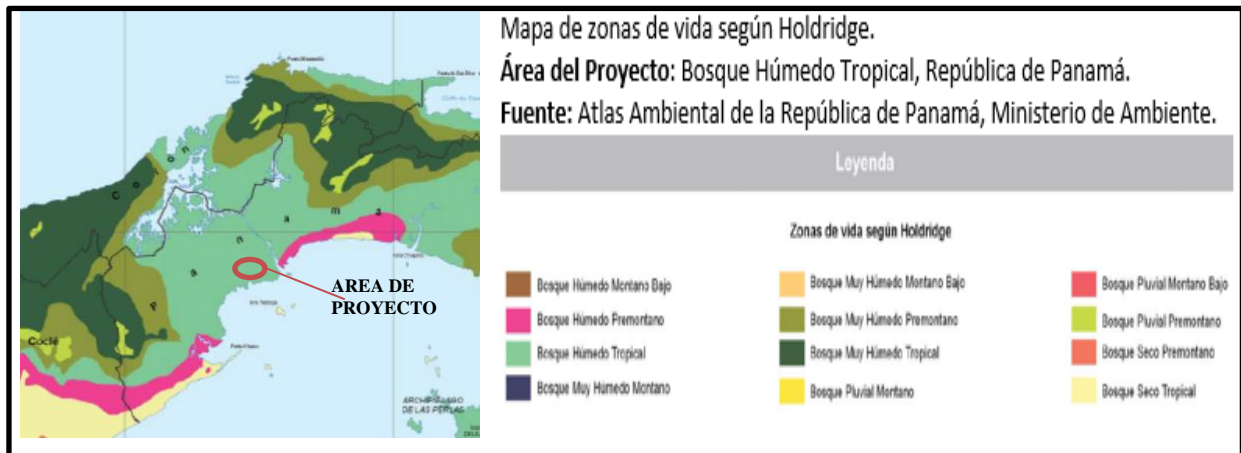 Mapa de zonas de vida según Holdridge.
Área del Proyecto: Bosque Húmedo Tropical, República de Panamá.
Fuente: Atlas Ambiental de la República de Panamá, Ministerio de Ambiente.
Leyenda
Zonas de vida según Holdridge
Bosque Húmedo Montano Bajo
Bosque Húmedo Premontano
Bosque Húmedo Tropical
Bosque Muy Húmedo Montano
Bosque Muy Húmedo Montano Bajo
Bosque Muy Húmedo Premontano
Bosque Muy Húmedo Tropical
Bosque Pluvial Montano
Bosque Pluvial Montano Bajo
Bosque Pluvial Premontano
Bosque Seco Premontano
Bosque Seco Tropical
Colón
Panamá
Coclé
AREA DE
PROYECTO
ARCHIPIÉLAGO
DE LAS PERLAS